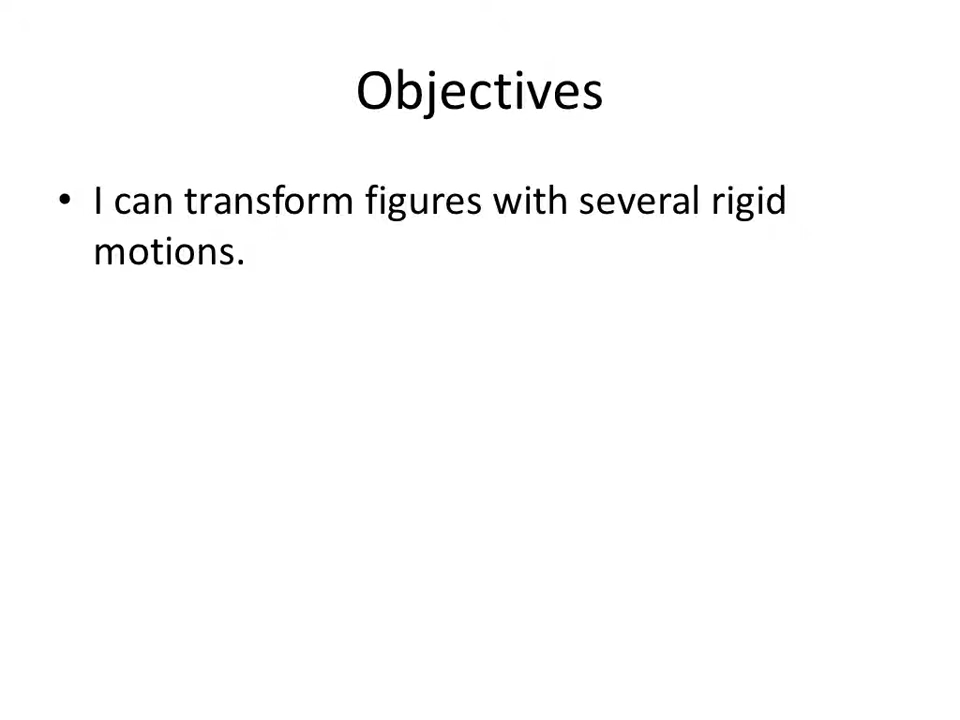 Objectives
• I can transform figures with several rigid
motions.